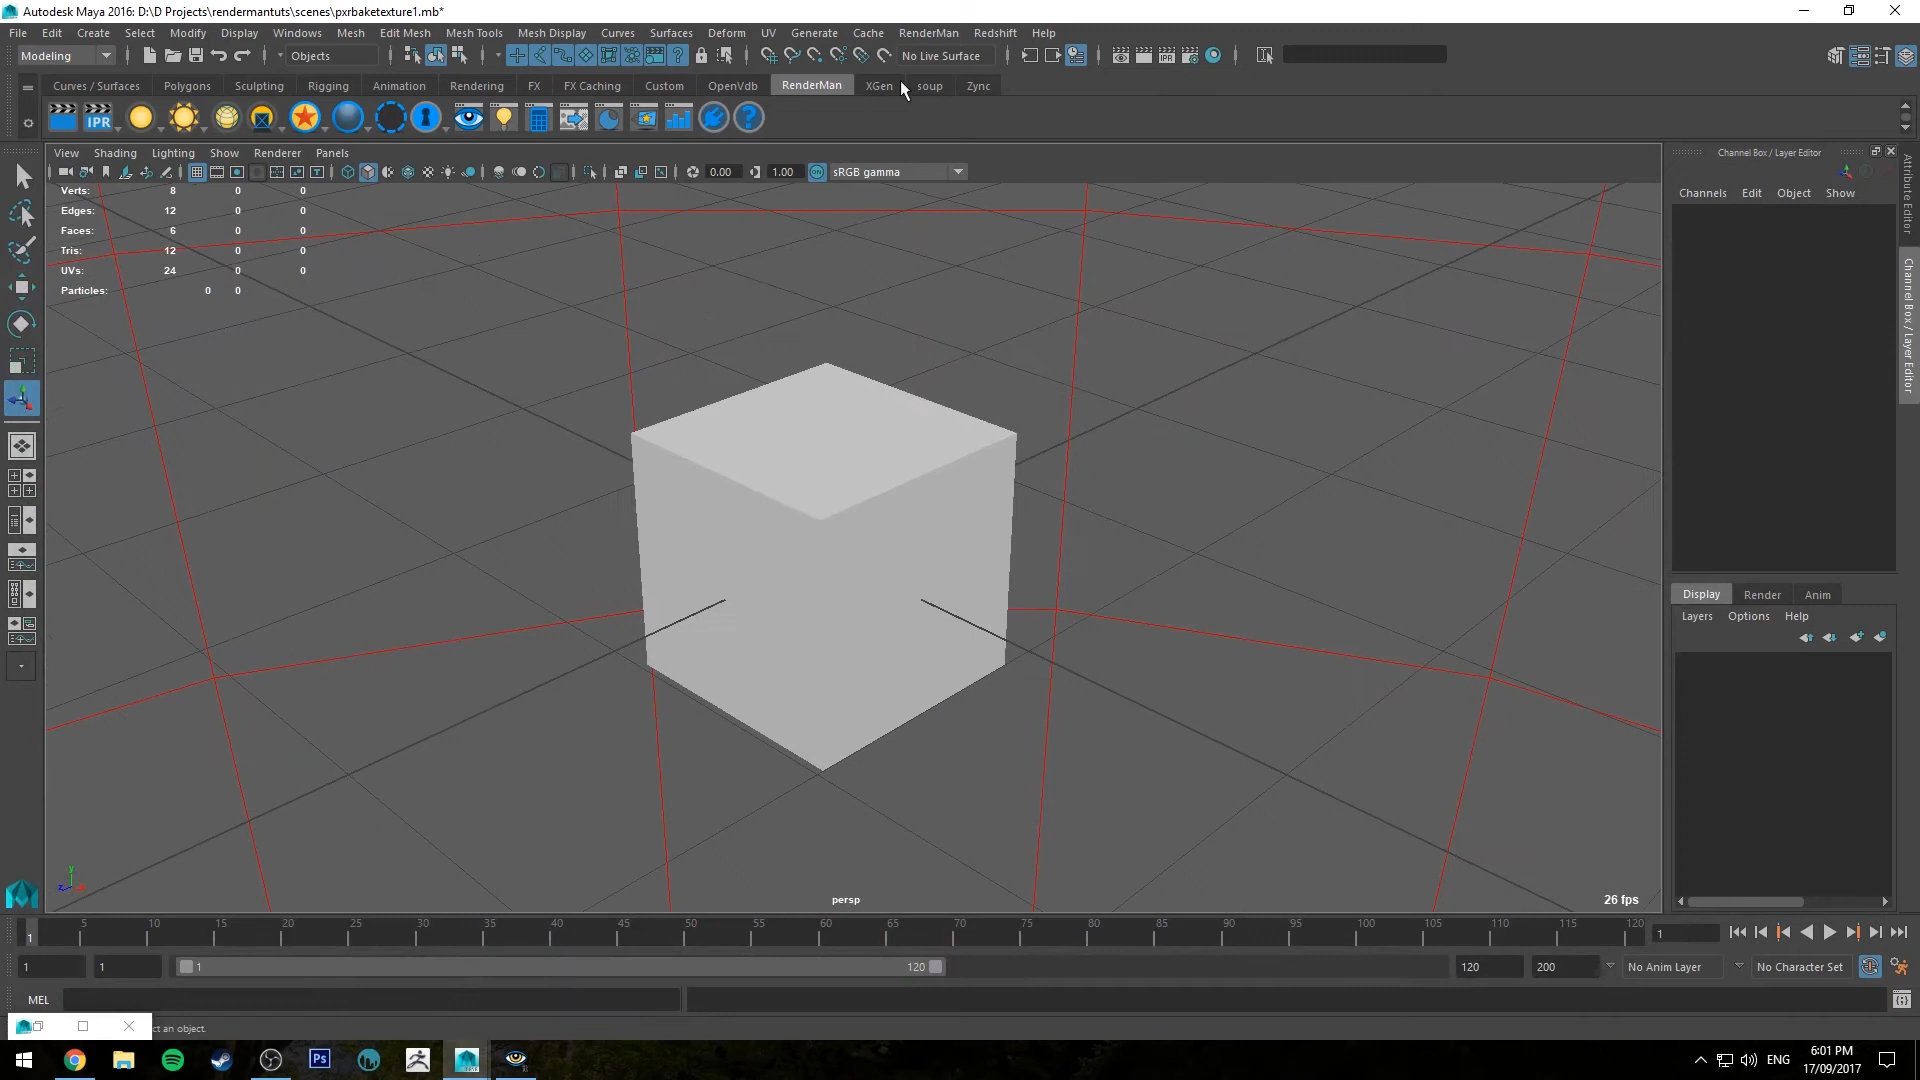 Autodesk Maya 2016: D:\D Projects\rendermantuts\scenes\pxrbaketexture1.mb*
File Edit Create Select Modify Display Windows Mesh Edit Mesh Mesh Tools Mesh Display Curves Surfaces Deform UV Generate Cache RenderMan Redshift Help
Modeling Objects No Live Surface
Curves / Surfaces Polygons Sculpting Rigging Animation Rendering FX FX Caching Custom OpenVdb RenderMan XGen soup Zync
IPR
View Shading Lighting Show Renderer Panels
0.00 1.00 sRGB gamma
Verts: 8 0 0
Edges: 12 0 0
Faces: 6 0 0
Tris: 12 0 0
UVs: 24 0 0
Particles: 0 0
persp
26 fps
Channel Box / Layer Editor
Channels Edit Object Show
Attribute Editor
Channel Box / Layer Editor
Display Render Anim
Layers Options Help
1 5 10 15 20 25 30 35 40 45 50 55 60 65 70 75 80 85 90 95 100 105 110 115 120
1
1 1 1 120 120 200 No Anim Layer No Character Set
MEL
ct an object.
Ps
ENG
6:01 PM
17/09/2017